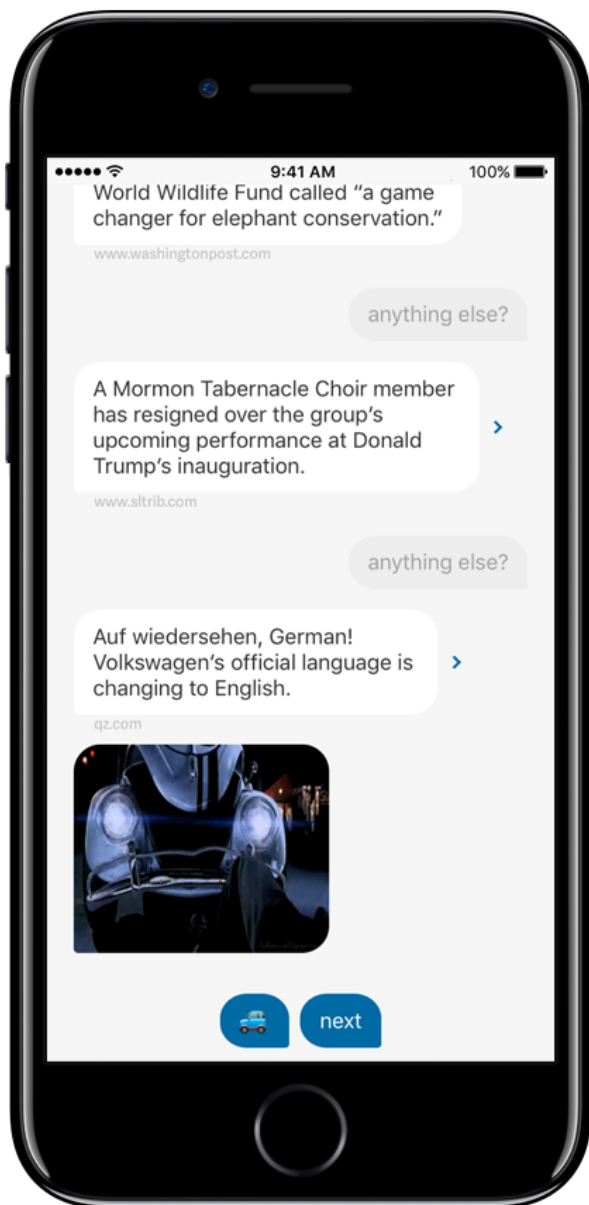 9:41 AM
100%
World Wildlife Fund called “a game
changer for elephant conservation.”
www.washingtonpost.com
anything else?
A Mormon Tabernacle Choir member
has resigned over the group’s
upcoming performance at Donald
Trump’s inauguration.
www.sltrib.com
anything else?
Auf wiedersehen, German!
Volkswagen’s official language is
changing to English.
qz.com
next